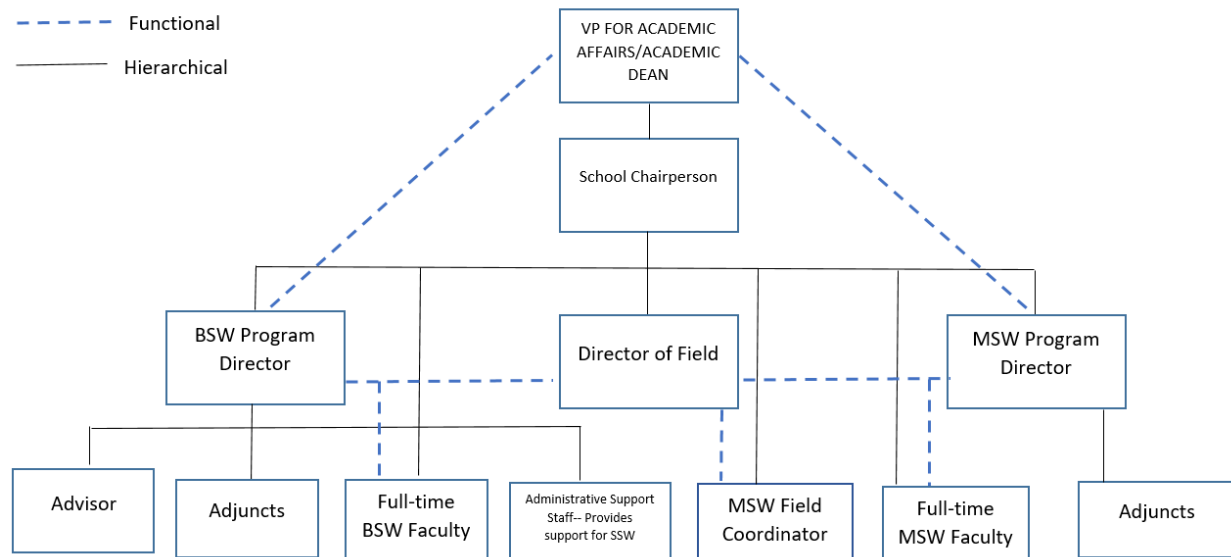 Functional
Hierarchical
VP FOR ACADEMIC
AFFAIRS/ACADEMIC
DEAN
School Chairperson
BSW Program
Director
Director of Field
MSW Program
Director
Advisor
Adjuncts
Full-time
BSW Faculty
Administrative Support
Staff-- Provides
support for SSW
MSW Field
Coordinator
Full-time
MSW Faculty
Adjuncts